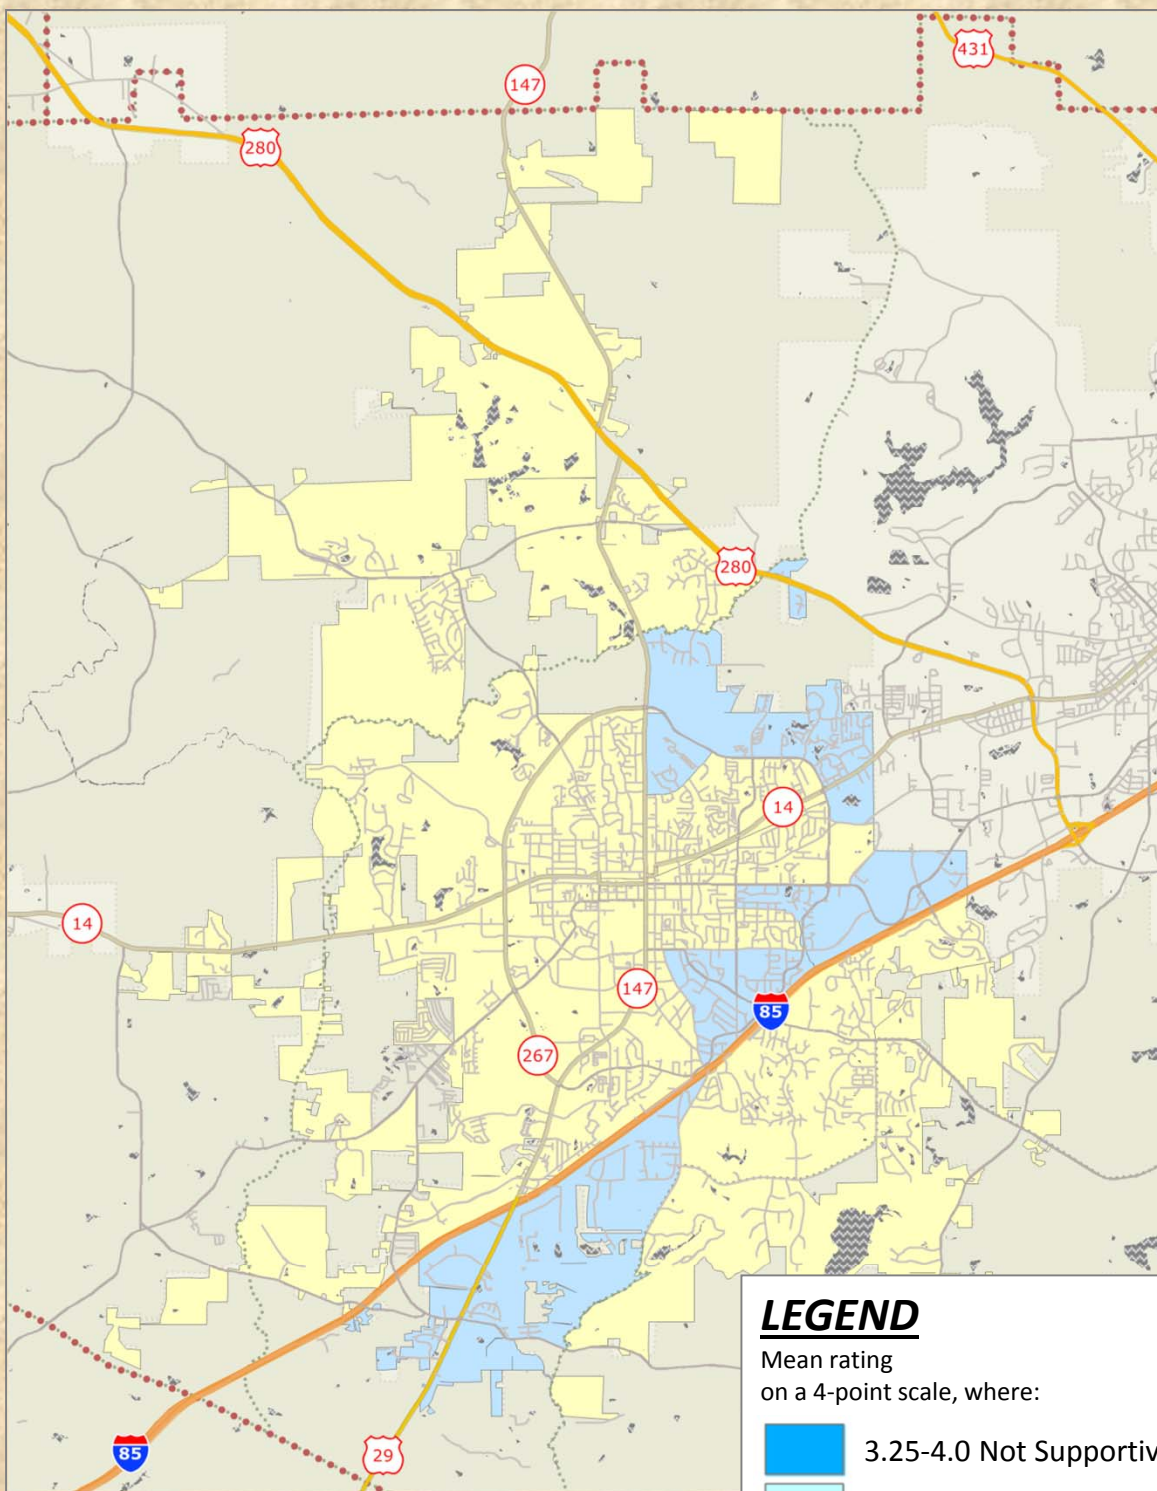 431
147
280
280
14
14
147
85
267
LEGEND
Mean rating
on a 4-point scale, where:
3.25-4.0 Not Supportiv
85
29